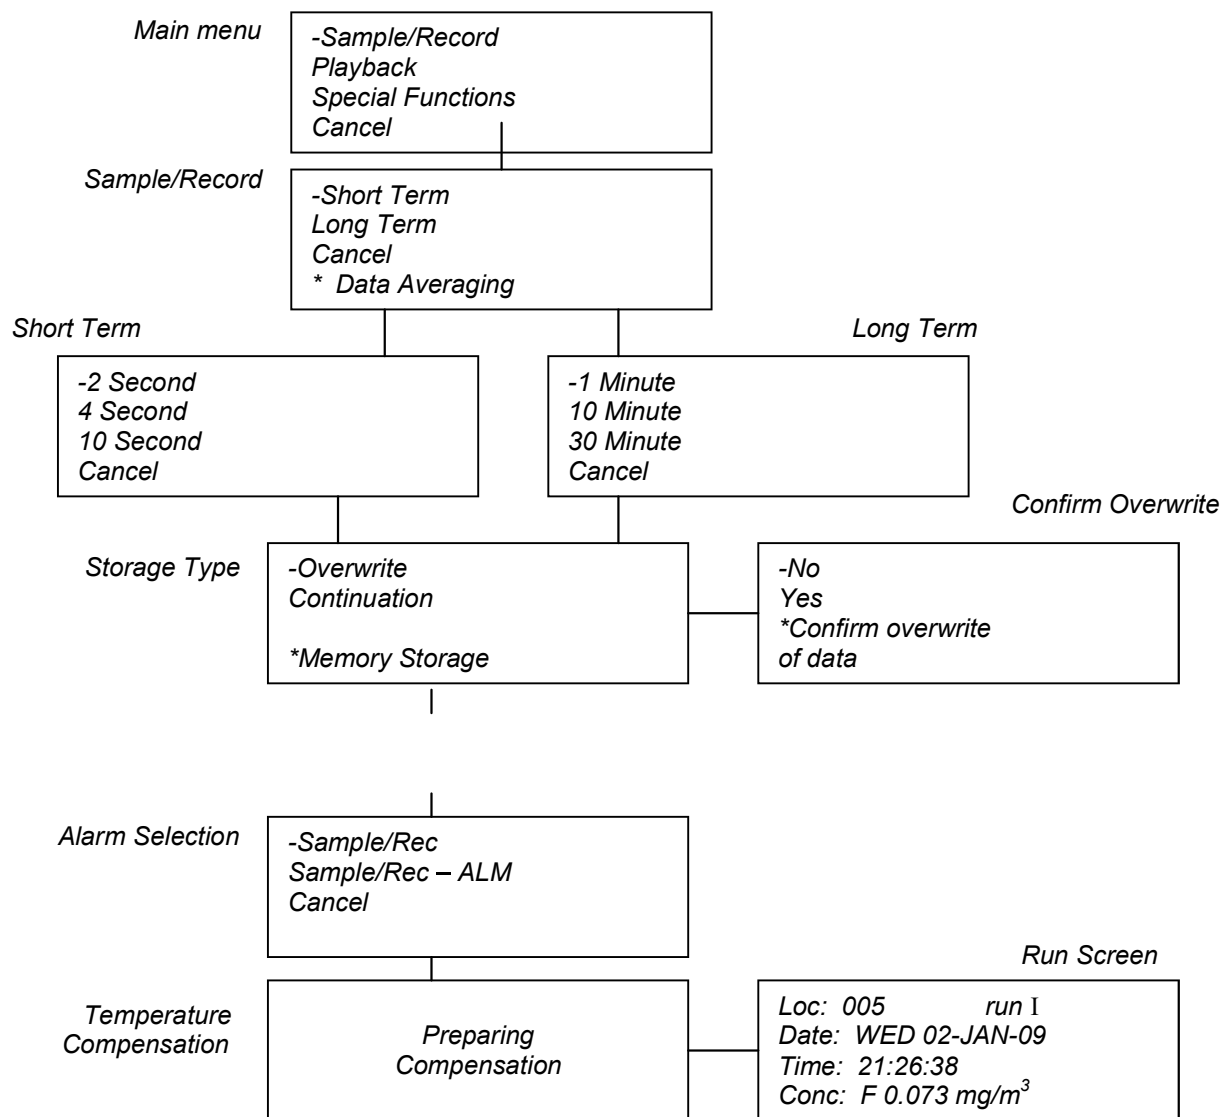 Main menu
-Sample/Record
Playback
Special Functions
Cancel
Sample/Record
-Short Term
Long Term
Cancel
* Data Averaging
Short Term
-2 Second
4 Second
10 Second
Cancel
Long Term
-1 Minute
10 Minute
30 Minute
Cancel
Storage Type
-Overwrite
Continuation
*Memory Storage
Confirm Overwrite
-No
Yes
*Confirm overwrite
of data
Alarm Selection
-Sample/Rec
Sample/Rec – ALM
Cancel
Temperature
Compensation
Preparing
Compensation
Run Screen
Loc: 005 run I
Date: WED 02-JAN-09
Time: 21:26:38
Conc: F 0.073 mg/m³